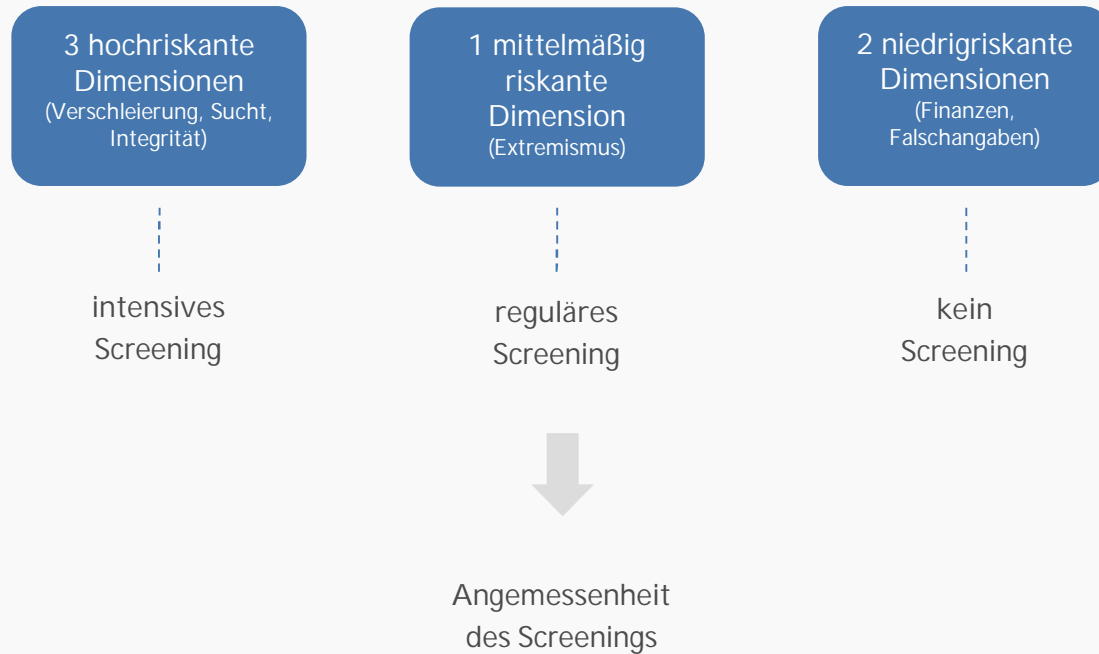 3 hochriskante
Dimensionen
(Verschleierung, Sucht,
Integrität)
1 mittelmäßig
riskante
Dimension
(Extremismus)
2 niedrigriskante
Dimensionen
(Finanzen,
Falschangaben)
intensives
Screening
reguläres
Screening
kein
Screening
Angemessenheit
des Screenings